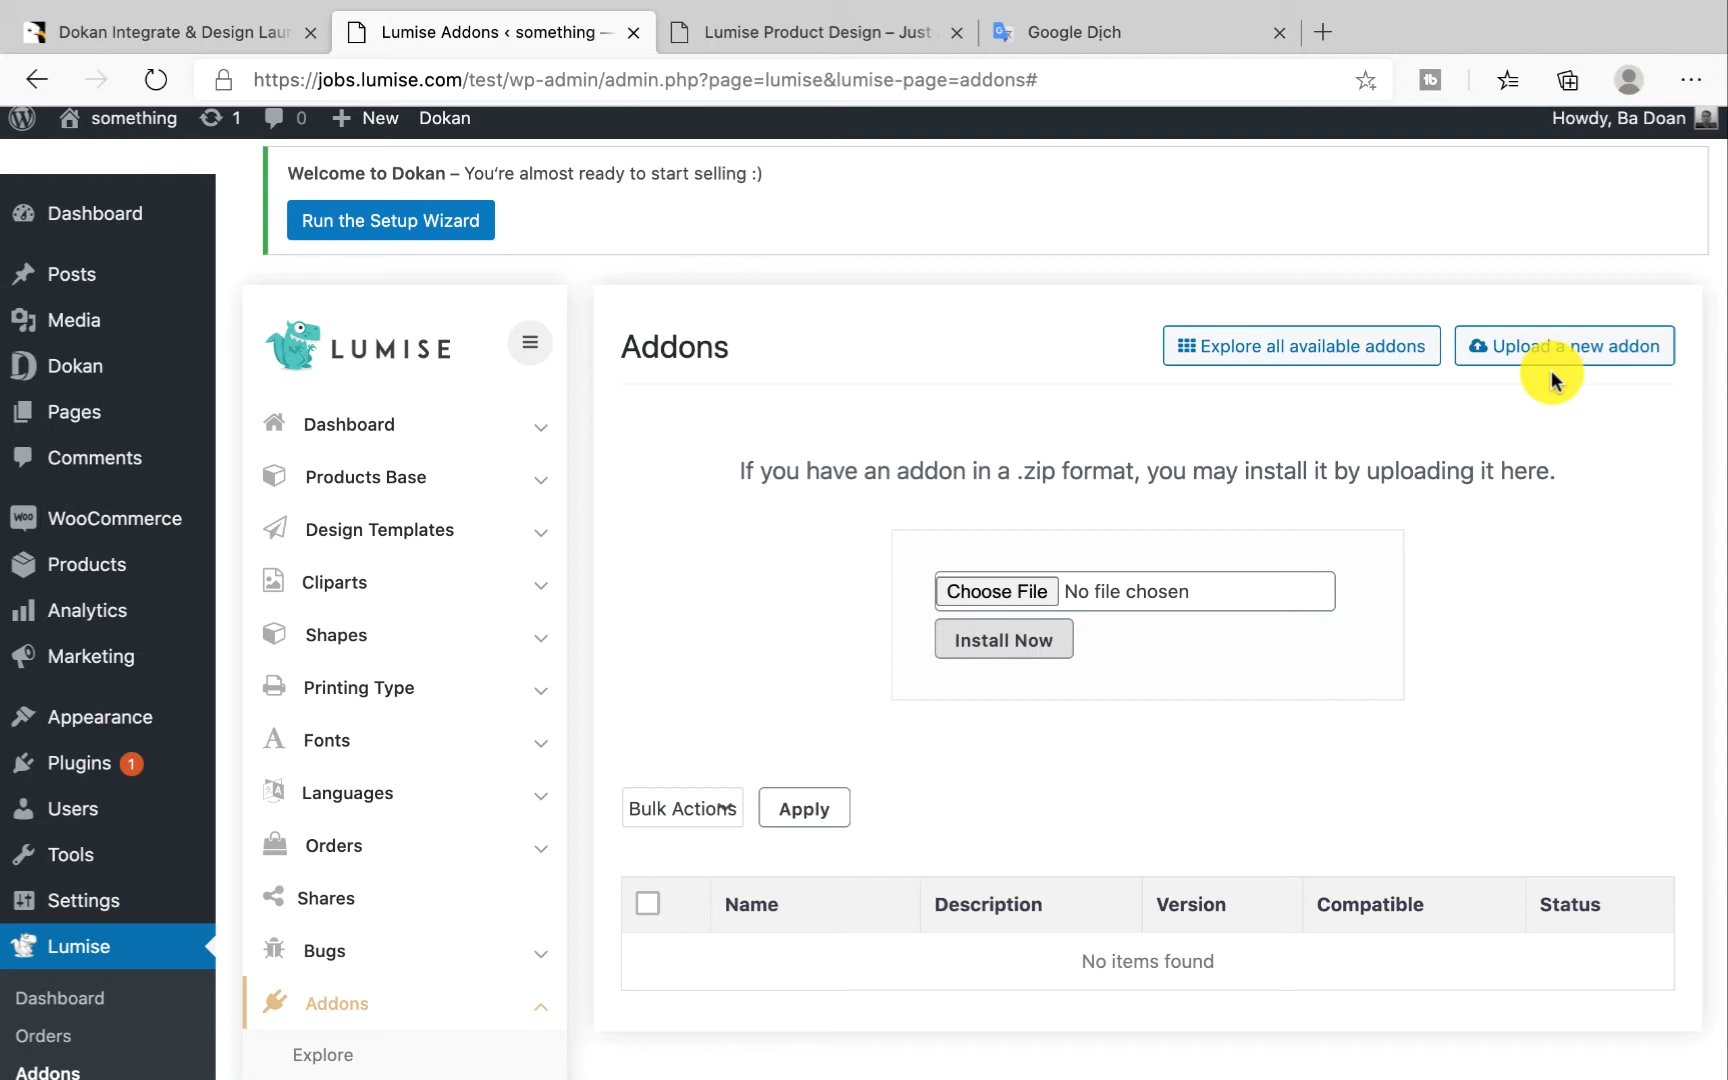 Dokan Integrate & Design Laun
Lumise Addons ‹ something —
Lumise Product Design – Just
Google Dịch
https://jobs.lumise.com/test/wp-admin/admin.php?page=lumise&lumise-page=addons#
something 1 0 New Dokan Howdy, Ba Doan
Welcome to Dokan – You're almost ready to start selling :)
Run the Setup Wizard
Dashboard
Posts
Media
Dokan
Pages
Comments
WooCommerce
Products
Analytics
Marketing
Appearance
Plugins 1
Users
Tools
Settings
Lumise
Dashboard
Orders
Addons
LUMISE
Dashboard
Products Base
Design Templates
Cliparts
Shapes
Printing Type
Fonts
Languages
Orders
Shares
Bugs
Addons
Explore
Addons
Explore all available addons
Upload a new addon
If you have an addon in a .zip format, you may install it by uploading it here.
Choose File No file chosen
Install Now
Bulk Actions Apply
Name Description Version Compatible Status
No items found